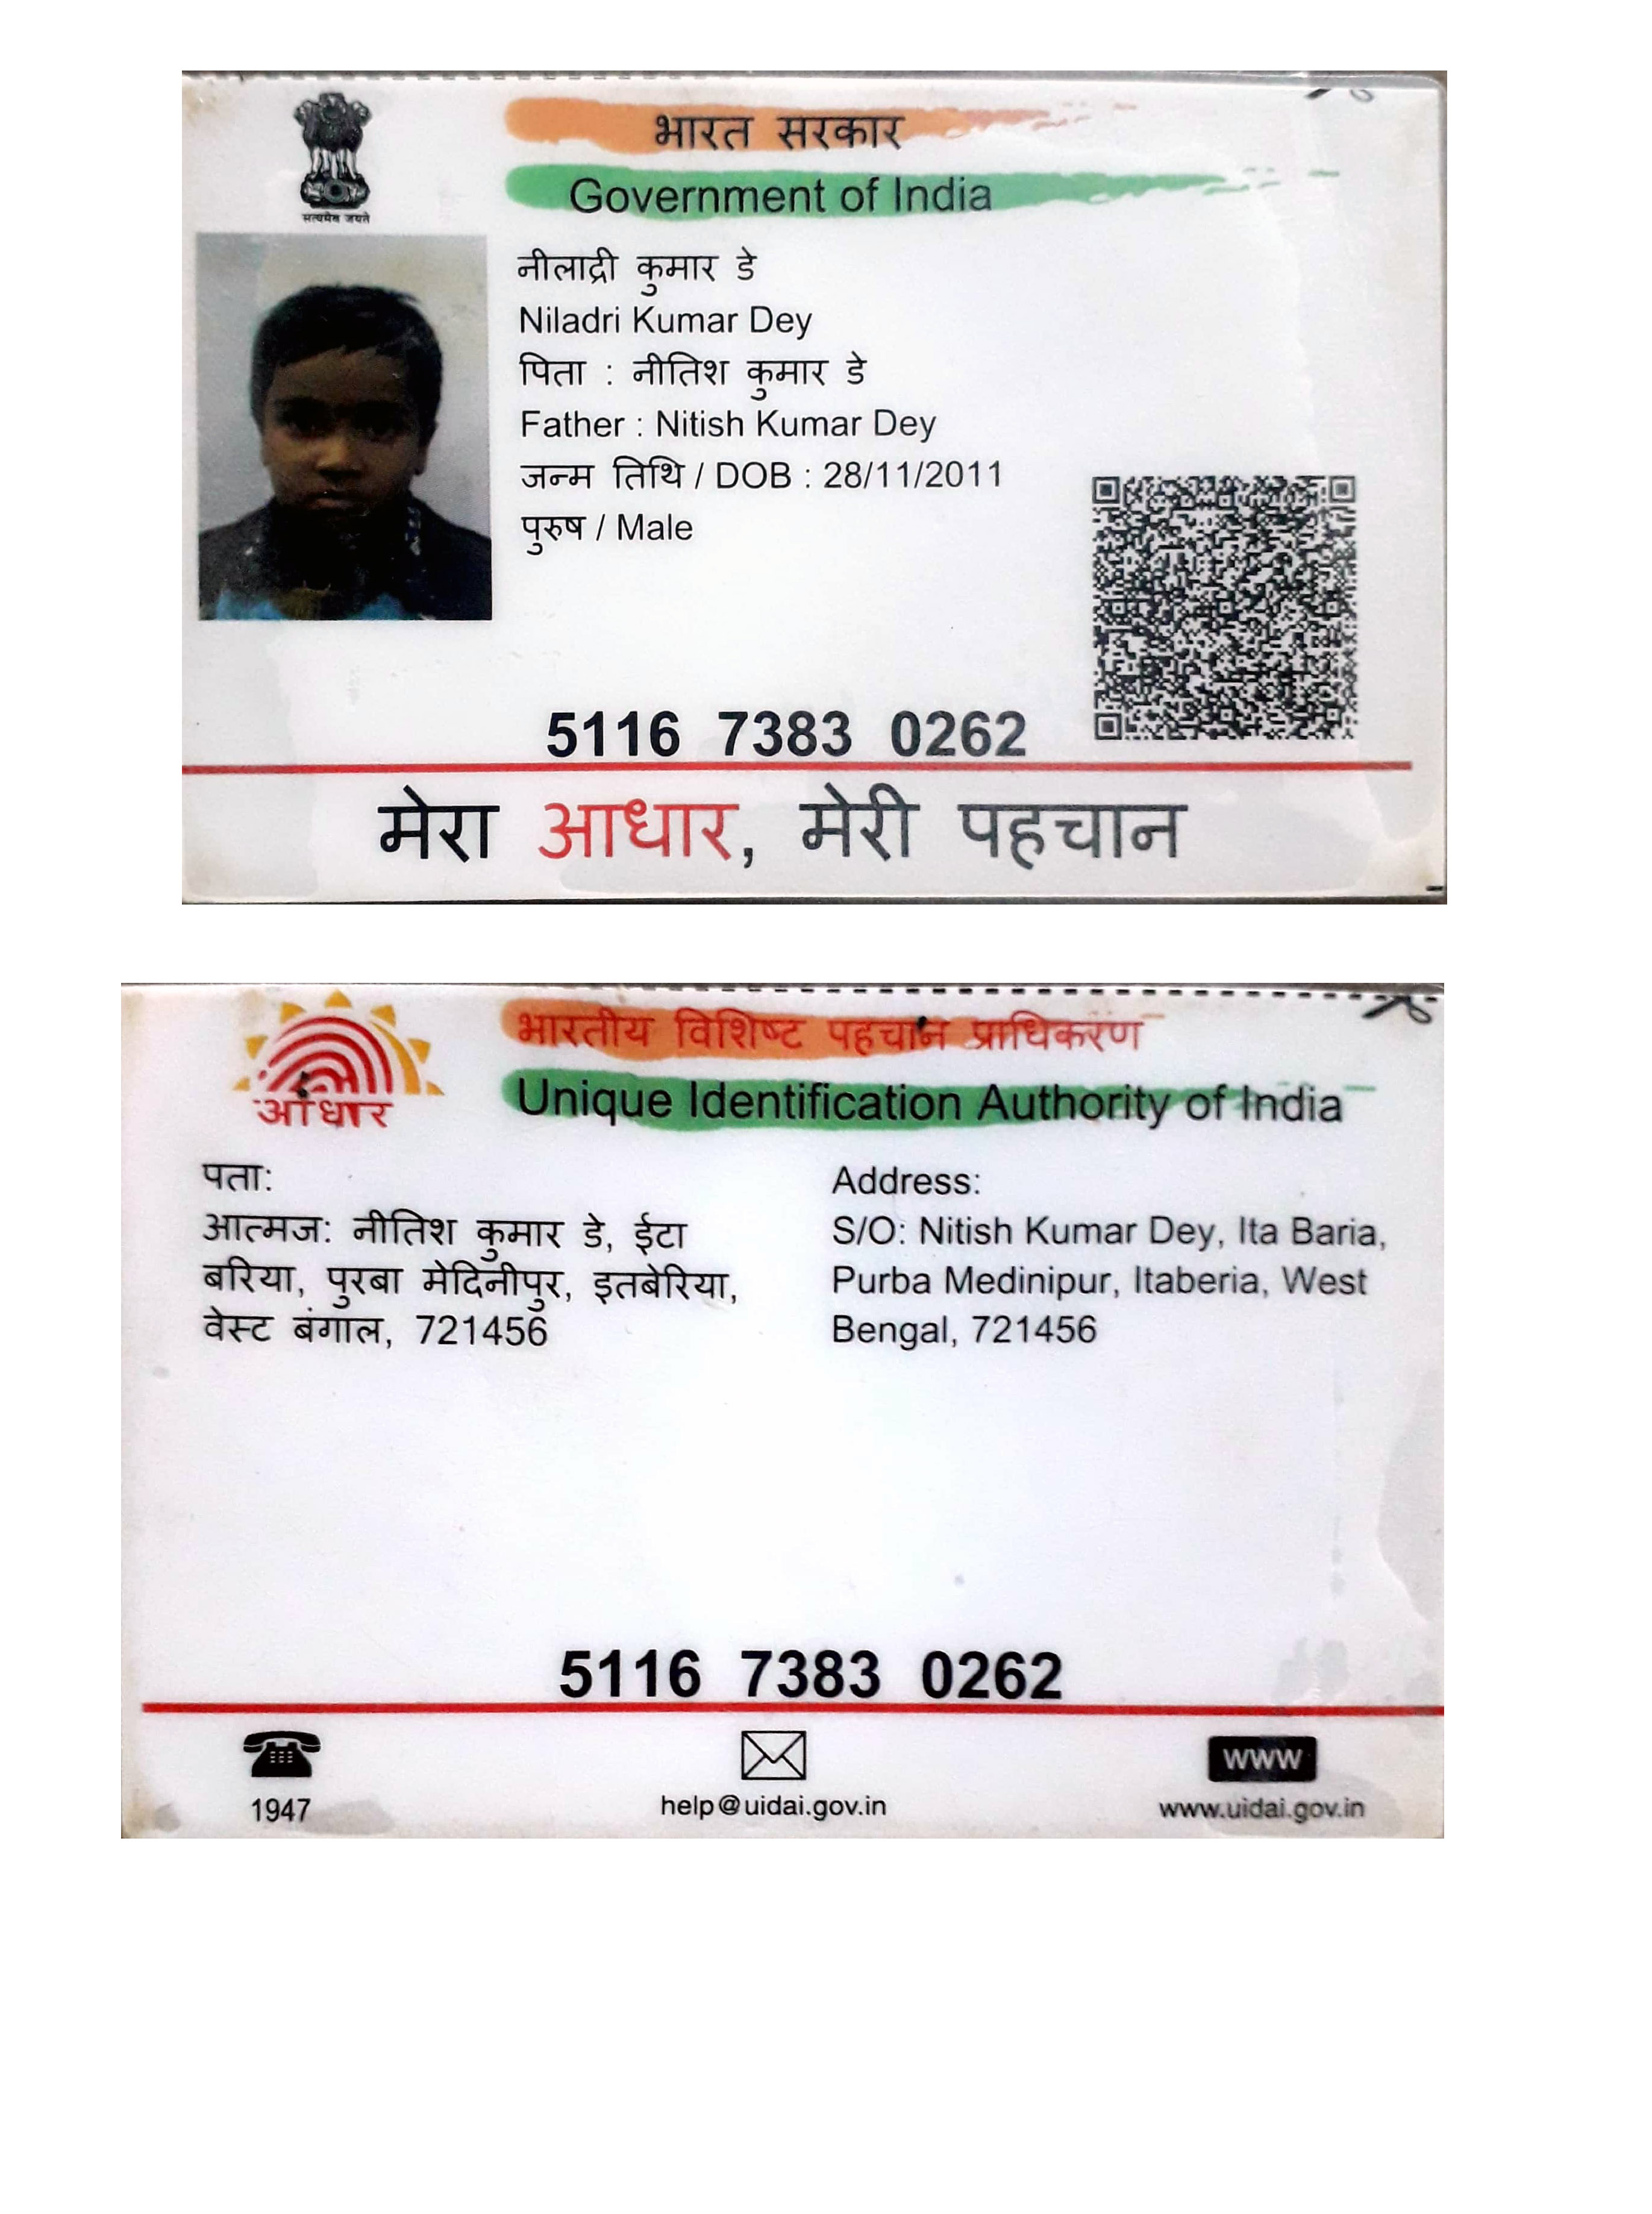 सत्यमेव जयते
भारत सरकार
Government of India
नीलाद्री कुमार डे
Niladri Kumar Dey
पिता : नीतिश कुमार डे
Father : Nitish Kumar Dey
जन्म तिथि / DOB : 28/11/2011
पुरुष / Male
5116 7383 0262
मेरा आधार, मेरी पहचान
भारतीय विशिष्ट पहचान प्राधिकरण
Unique Identification Authority of India
आधार
पता:
आत्मज: नीतिश कुमार डे, ईटा
बरिया, पुरबा मेदिनीपुर, इतबेरिया,
वेस्ट बंगाल, 721456
Address:
S/O: Nitish Kumar Dey, Ita Baria,
Purba Medinipur, Itaberia, West
Bengal, 721456
5116 7383 0262
1947
help@uidai.gov.in
www
www.uidai.gov.in